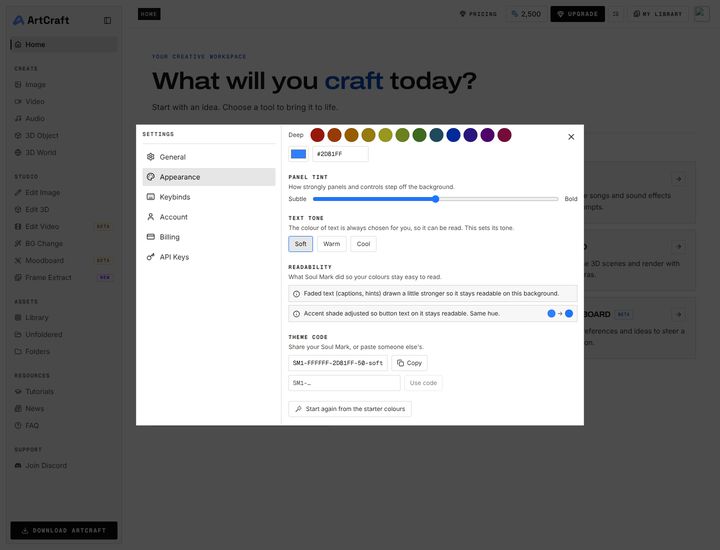 ArtCraft
HOME
PRICING
2,500
UPGRADE
MY LIBRARY
Home
CREATE
Image
Video
Audio
3D Object
3D World
STUDIO
Edit Image
Edit 3D
Edit Video BETA
BG Change
Moodboard BETA
Frame Extract NEW
ASSETS
Library
Unfoldered
Folders
RESOURCES
Tutorials
News
FAQ
SUPPORT
Join Discord
DOWNLOAD ARTCRAFT
YOUR CREATIVE WORKSPACE
What will you craft today?
Start with an idea. Choose a tool to bring it to life.
SETTINGS
General
Appearance
Keybinds
Account
Billing
API Keys
Deep
#2D81FF
PANEL TINT
How strongly panels and controls step off the background.
Subtle
Bold
TEXT TONE
The colour of text is always chosen for you, so it can be read. This sets its tone.
Soft
Warm
Cool
READABILITY
What Soul Mark did so your colours stay easy to read.
Faded text (captions, hints) drawn a little stronger so it stays readable on this background.
Accent shade adjusted so button text on it stays readable. Same hue.
THEME CODE
Share your Soul Mark, or paste someone else's.
SM1-FFFFFF-2D81FF-50-soft
Copy
SM1-…
Use code
Start again from the starter colours
songs and sound effects
mpts.
3D scenes and render with
ras.
BOARD BETA
references and ideas to steer a